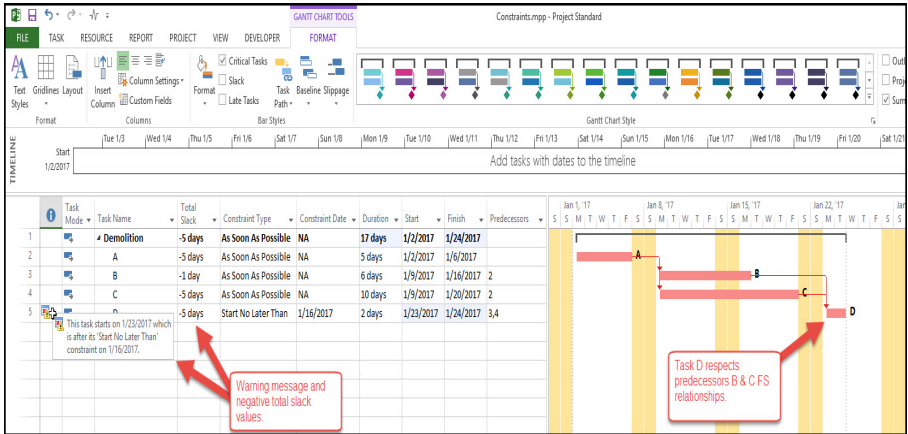 GANTT CHART TOOLS
Constraints.mpp - Project Standard
FILE TASK RESOURCE REPORT PROJECT VIEW DEVELOPER FORMAT
Text Styles
Gridlines
Layout
Format
Insert Column
Column Settings
Custom Fields
Columns
Format
Critical Tasks
Slack
Late Tasks
Task Path
Baseline
Slippage
Bar Styles
Gantt Chart Style
Outl
Proj
Sum
TIMELINE
Start
1/2/2017
Tue 1/3 Wed 1/4 Thu 1/5 Fri 1/6 Sat 1/7 Sun 1/8 Mon 1/9 Tue 1/10 Wed 1/11 Thu 1/12 Fri 1/13 Sat 1/14 Sun 1/15 Mon 1/16 Tue 1/17 Wed 1/18 Thu 1/19 Fri 1/20 Sat 1/21
Add tasks with dates to the timeline
Task Mode Task Name Total Slack Constraint Type Constraint Date Duration Start Finish Predecessors
1 Demolition -5 days As Soon As Possible NA 17 days 1/2/2017 1/24/2017
2 A -5 days As Soon As Possible NA 5 days 1/2/2017 1/6/2017
3 B -1 day As Soon As Possible NA 6 days 1/9/2017 1/16/2017 2
4 C -5 days As Soon As Possible NA 10 days 1/9/2017 1/20/2017 2
5 D -5 days Start No Later Than 1/16/2017 2 days 1/23/2017 1/24/2017 3,4
This task starts on 1/23/2017 which
is after its 'Start No Later Than'
constraint on 1/16/2017.
Warning message and
negative total slack
values.
Jan 1, '17 Jan 8, '17 Jan 15, '17 Jan 22, '17 Jan
S S M T W T F S S M T W T F S S M T W T F S S M T W T F S S
A
B
C
D
Task D respects
predecessors B & C FS
relationships.